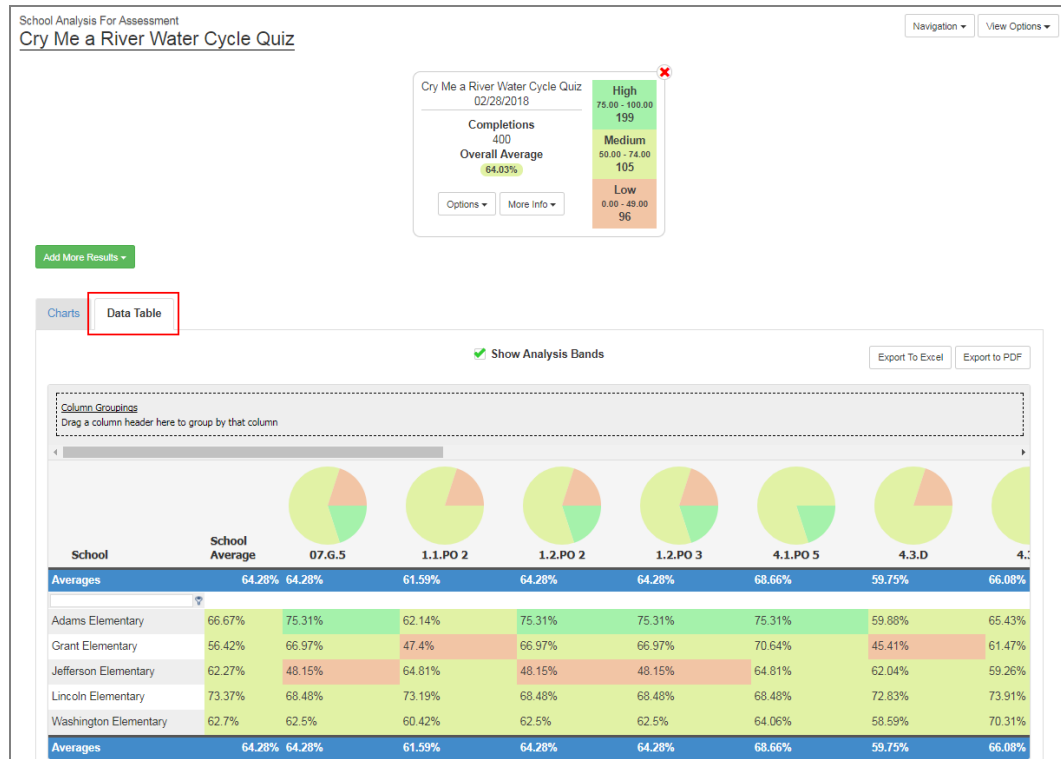 School Analysis For Assessment
Cry Me a River Water Cycle Quiz
Navigation
View Options
Cry Me a River Water Cycle Quiz
02/28/2018
Completions
400
Overall Average
64.03%
Options
More Info
High
75.00 - 100.00
199
Medium
50.00 - 74.00
105
Low
0.00 - 49.00
96
Add More Results
Charts
Data Table
Show Analysis Bands
Export To Excel
Export to PDF
Column Groupings
Drag a column header here to group by that column
School School Average 07.G.5 1.1.PO 2 1.2.PO 2 1.2.PO 3 4.1.PO 5 4.3.D 4.
Averages 64.28% 64.28% 61.59% 64.28% 64.28% 68.66% 59.75% 66.08%
Adams Elementary 66.67% 75.31% 62.14% 75.31% 75.31% 75.31% 59.88% 65.43%
Grant Elementary 56.42% 66.97% 47.4% 66.97% 66.97% 70.64% 45.41% 61.47%
Jefferson Elementary 62.27% 48.15% 64.81% 48.15% 48.15% 64.81% 62.04% 59.26%
Lincoln Elementary 73.37% 68.48% 73.19% 68.48% 68.48% 68.48% 72.83% 73.91%
Washington Elementary 62.7% 62.5% 60.42% 62.5% 62.5% 64.06% 58.59% 70.31%
Averages 64.28% 64.28% 61.59% 64.28% 64.28% 68.66% 59.75% 66.08%